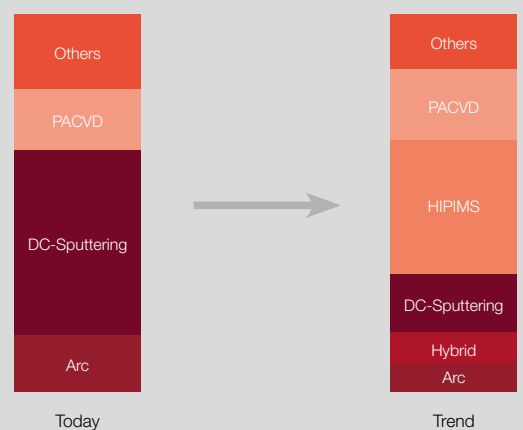 Others
PACVD
DC-Sputtering
Arc
Today
Others
PACVD
HIPIMS
DC-Sputtering
Hybrid
Arc
Trend